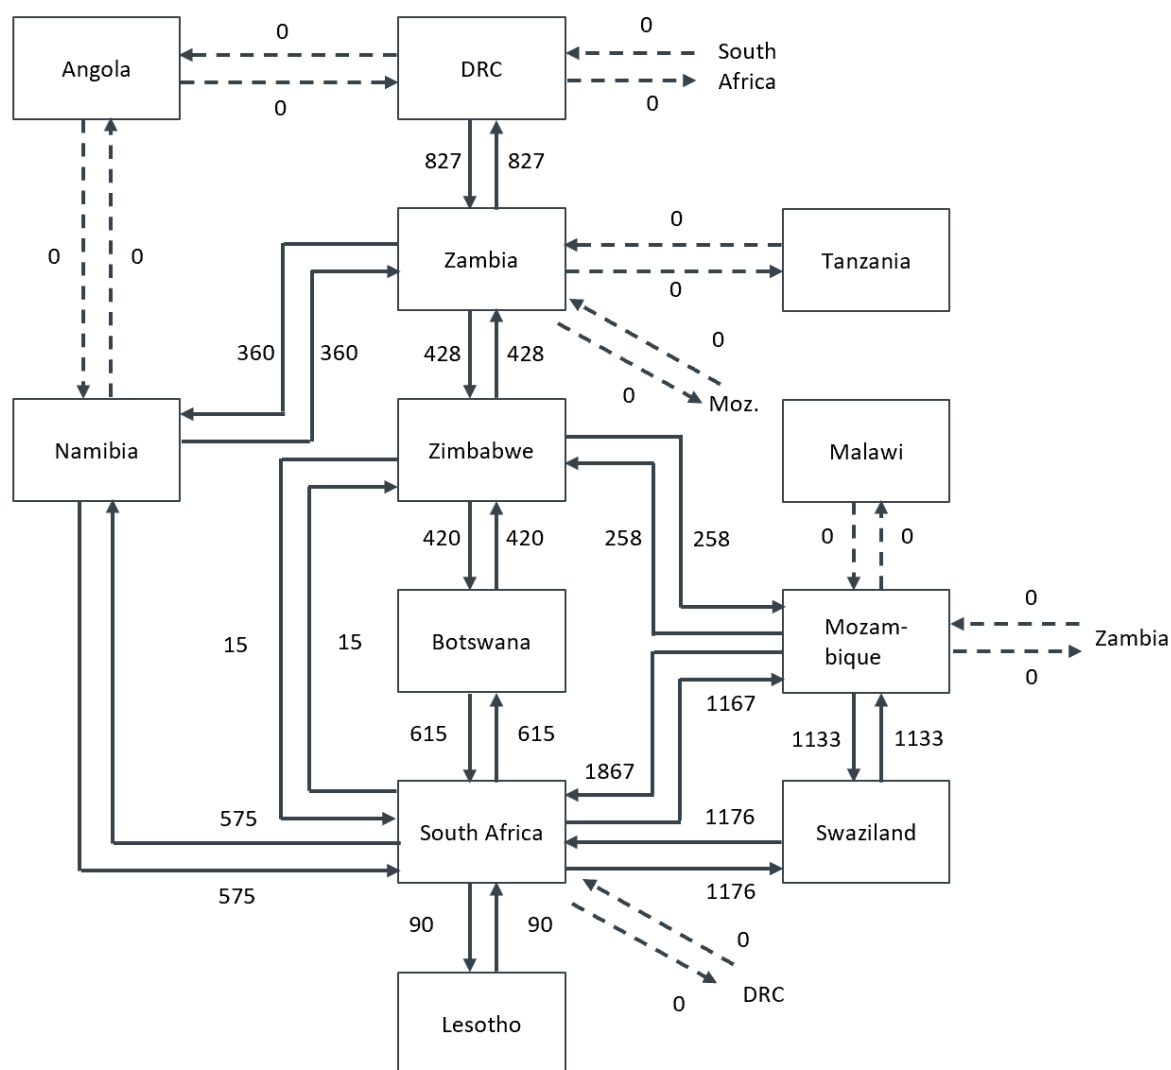 0
0
Angola
DRC
South
Africa
0
0
827
827
0
0
0
Zambia
Tanzania
0
360
360
428
428
0
0
Moz.
Namibia
Zimbabwe
Malawi
420
420
258
258
0
0
0
15
15
Botswana
Mozam-
bique
Zambia
0
615
615
1167
1133
1133
1867
575
South Africa
1176
Swaziland
575
1176
90
90
0
0
DRC
Lesotho